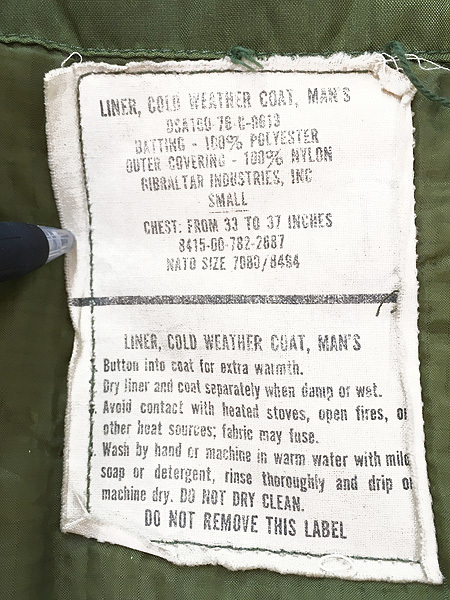 LINER, COLD WEATHER COAT, MAN'S
DSA100-76-C-0613
BATTING - 100% POLYESTER
OUTER COVERING - 100% NYLON
GIBRALTAR INDUSTRIES, INC
SMALL
CHEST: FROM 33 TO 37 INCHES
8415-00-782-2887
NATO SIZE 7080/8494
LINER, COLD WEATHER COAT, MAN'S
Button into coat for extra warmth.
Dry liner and coat separately when damp or wet.
Avoid contact with heated stoves, open fires, or
other heat sources; fabric may fuse.
Wash by hand or machine in warm water with mild
soap or detergent, rinse thoroughly and drip or
machine dry. DO NOT DRY CLEAN.
DO NOT REMOVE THIS LABEL